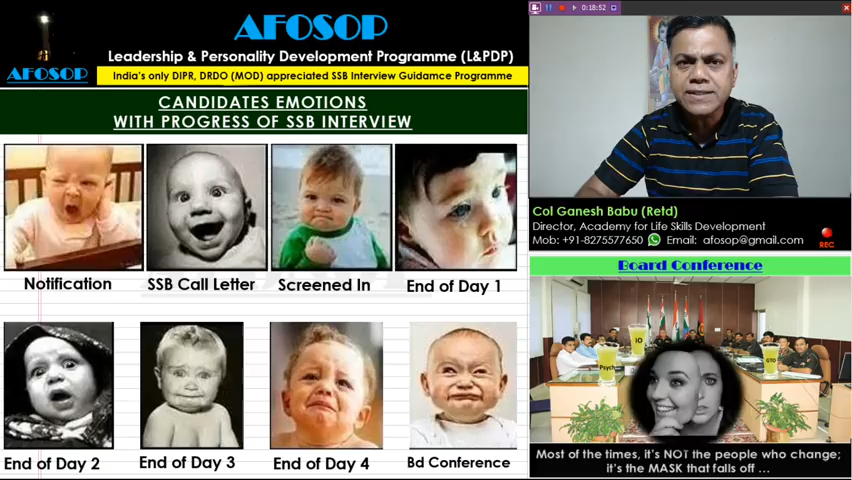 AFOSOP
AFOSOP
Leadership & Personality Development Programme (L&PDP)
India's only DIPR, DRDO (MOD) appreciated SSB Interview Guidamce Programme
CANDIDATES EMOTIONS
WITH PROGRESS OF SSB INTERVIEW
Notification
SSB Call Letter
Screened In
End of Day 1
End of Day 2
End of Day 3
End of Day 4
Bd Conference
0:18:52
Col Ganesh Babu (Retd)
Director, Academy for Life Skills Development
Mob: +91-8275577650 Email: afosop@gmail.com
REC
Board Conference
Psych
IO
GTO
Most of the times, it's NOT the people who change;
it's the MASK that falls off ...